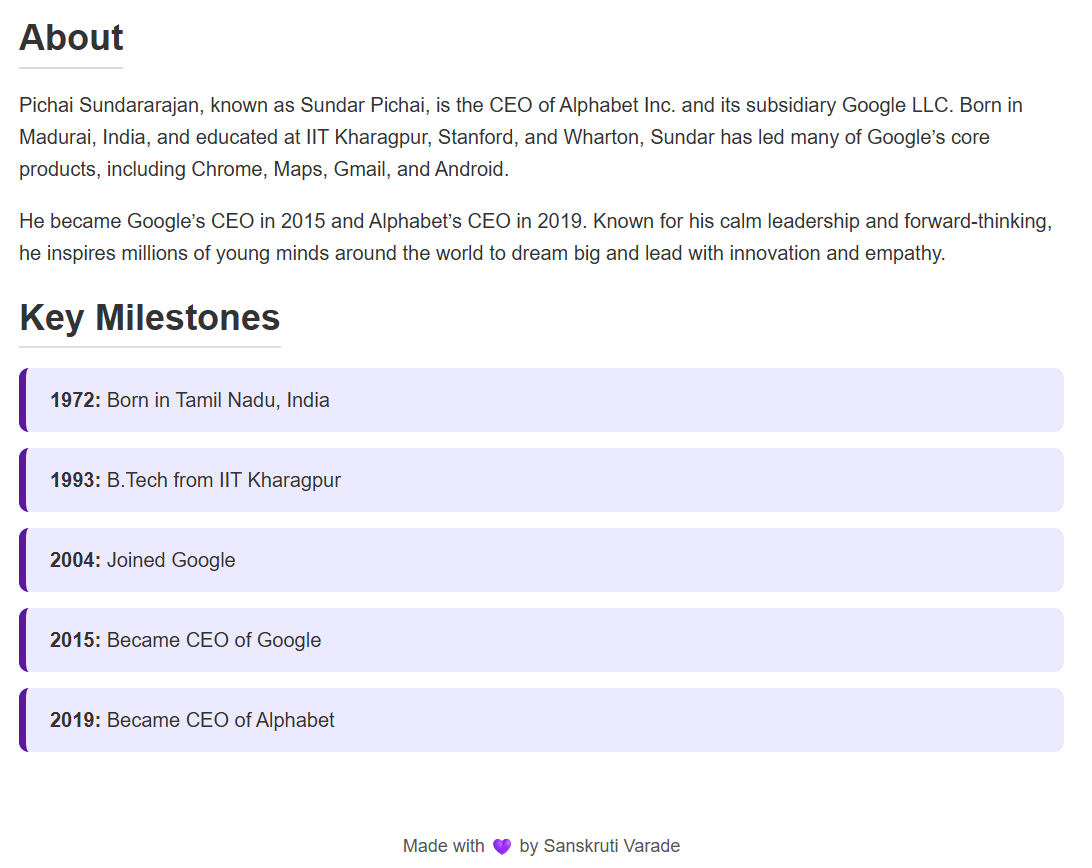 About
Pichai Sundararajan, known as Sundar Pichai, is the CEO of Alphabet Inc. and its subsidiary Google LLC. Born in
Madurai, India, and educated at IIT Kharagpur, Stanford, and Wharton, Sundar has led many of Google’s core
products, including Chrome, Maps, Gmail, and Android.
He became Google’s CEO in 2015 and Alphabet’s CEO in 2019. Known for his calm leadership and forward-thinking,
he inspires millions of young minds around the world to dream big and lead with innovation and empathy.
Key Milestones
1972: Born in Tamil Nadu, India
1993: B.Tech from IIT Kharagpur
2004: Joined Google
2015: Became CEO of Google
2019: Became CEO of Alphabet
Made with 💜 by Sanskruti Varade